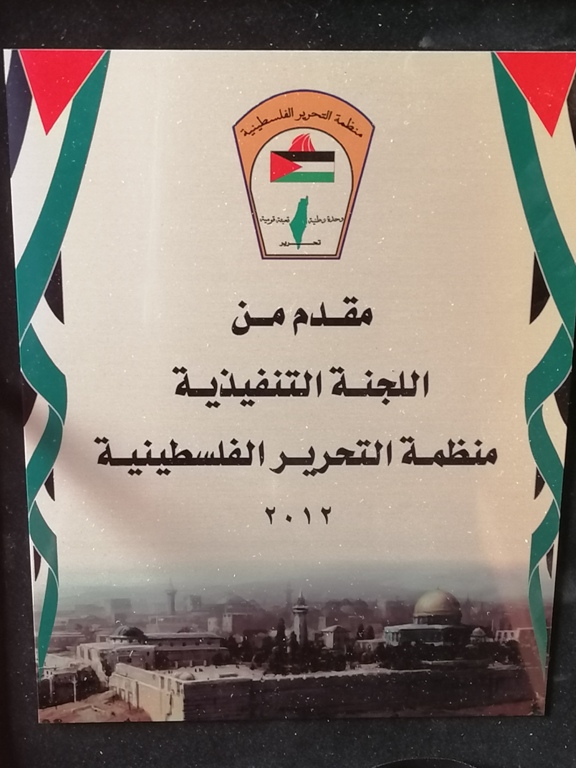 منظمة التحرير الفلسطينية
وحدة وطنية تعبئة قومية
تحرير
مقدم من
اللجنة التنفيذية
منظمة التحرير الفلسطينية
٢٠١٢